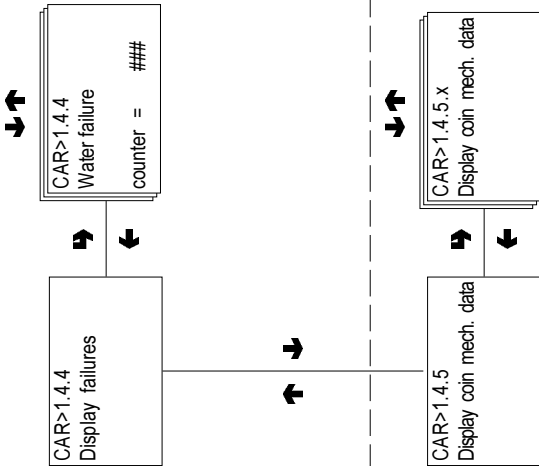 CAR>1.4.4
Display failures
CAR>1.4.4
Water failure
counter = ###
CAR>1.4.5
Display coin mech. data
CAR>1.4.5.x
Display coin mech. data